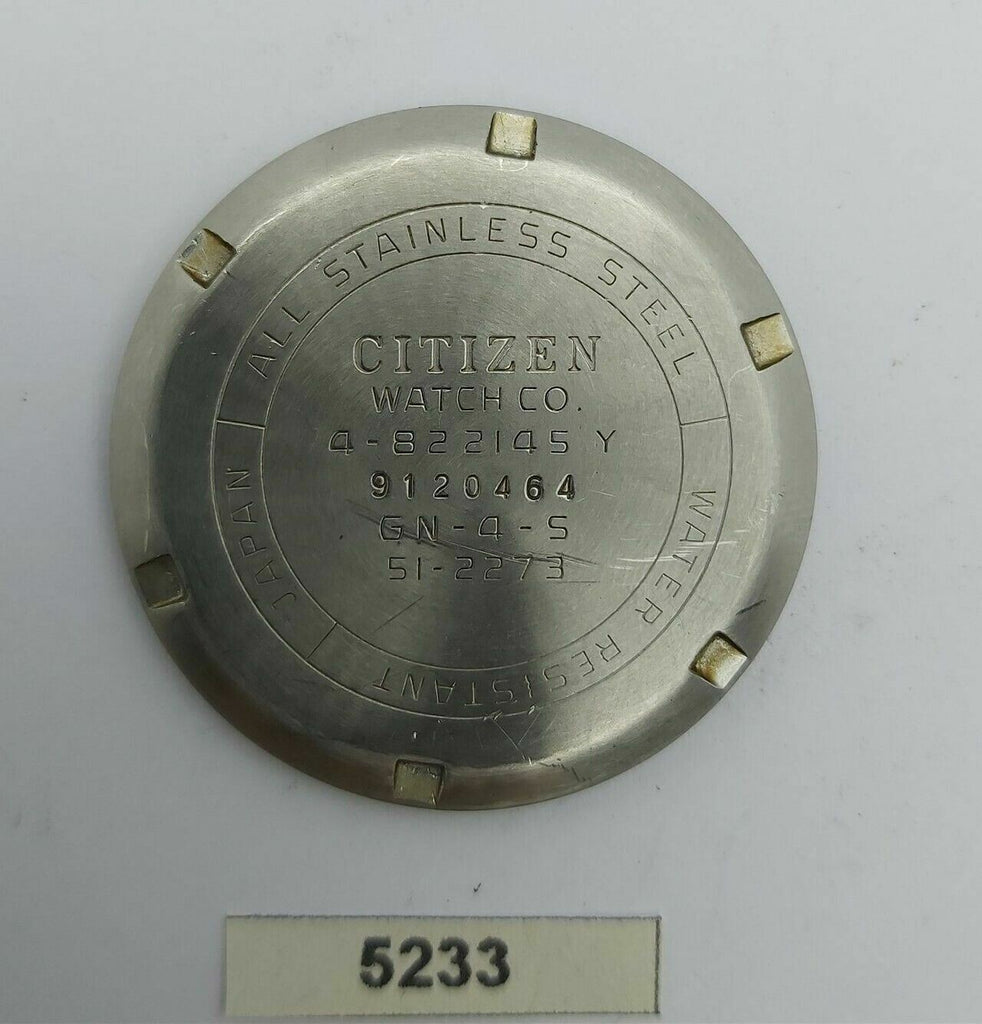 ALL STAINLESS STEEL
WATER RESISTANT
JAPAN
CITIZEN
WATCH CO.
4-822145 Y
9120464
GN-4-S
51-2273
5233